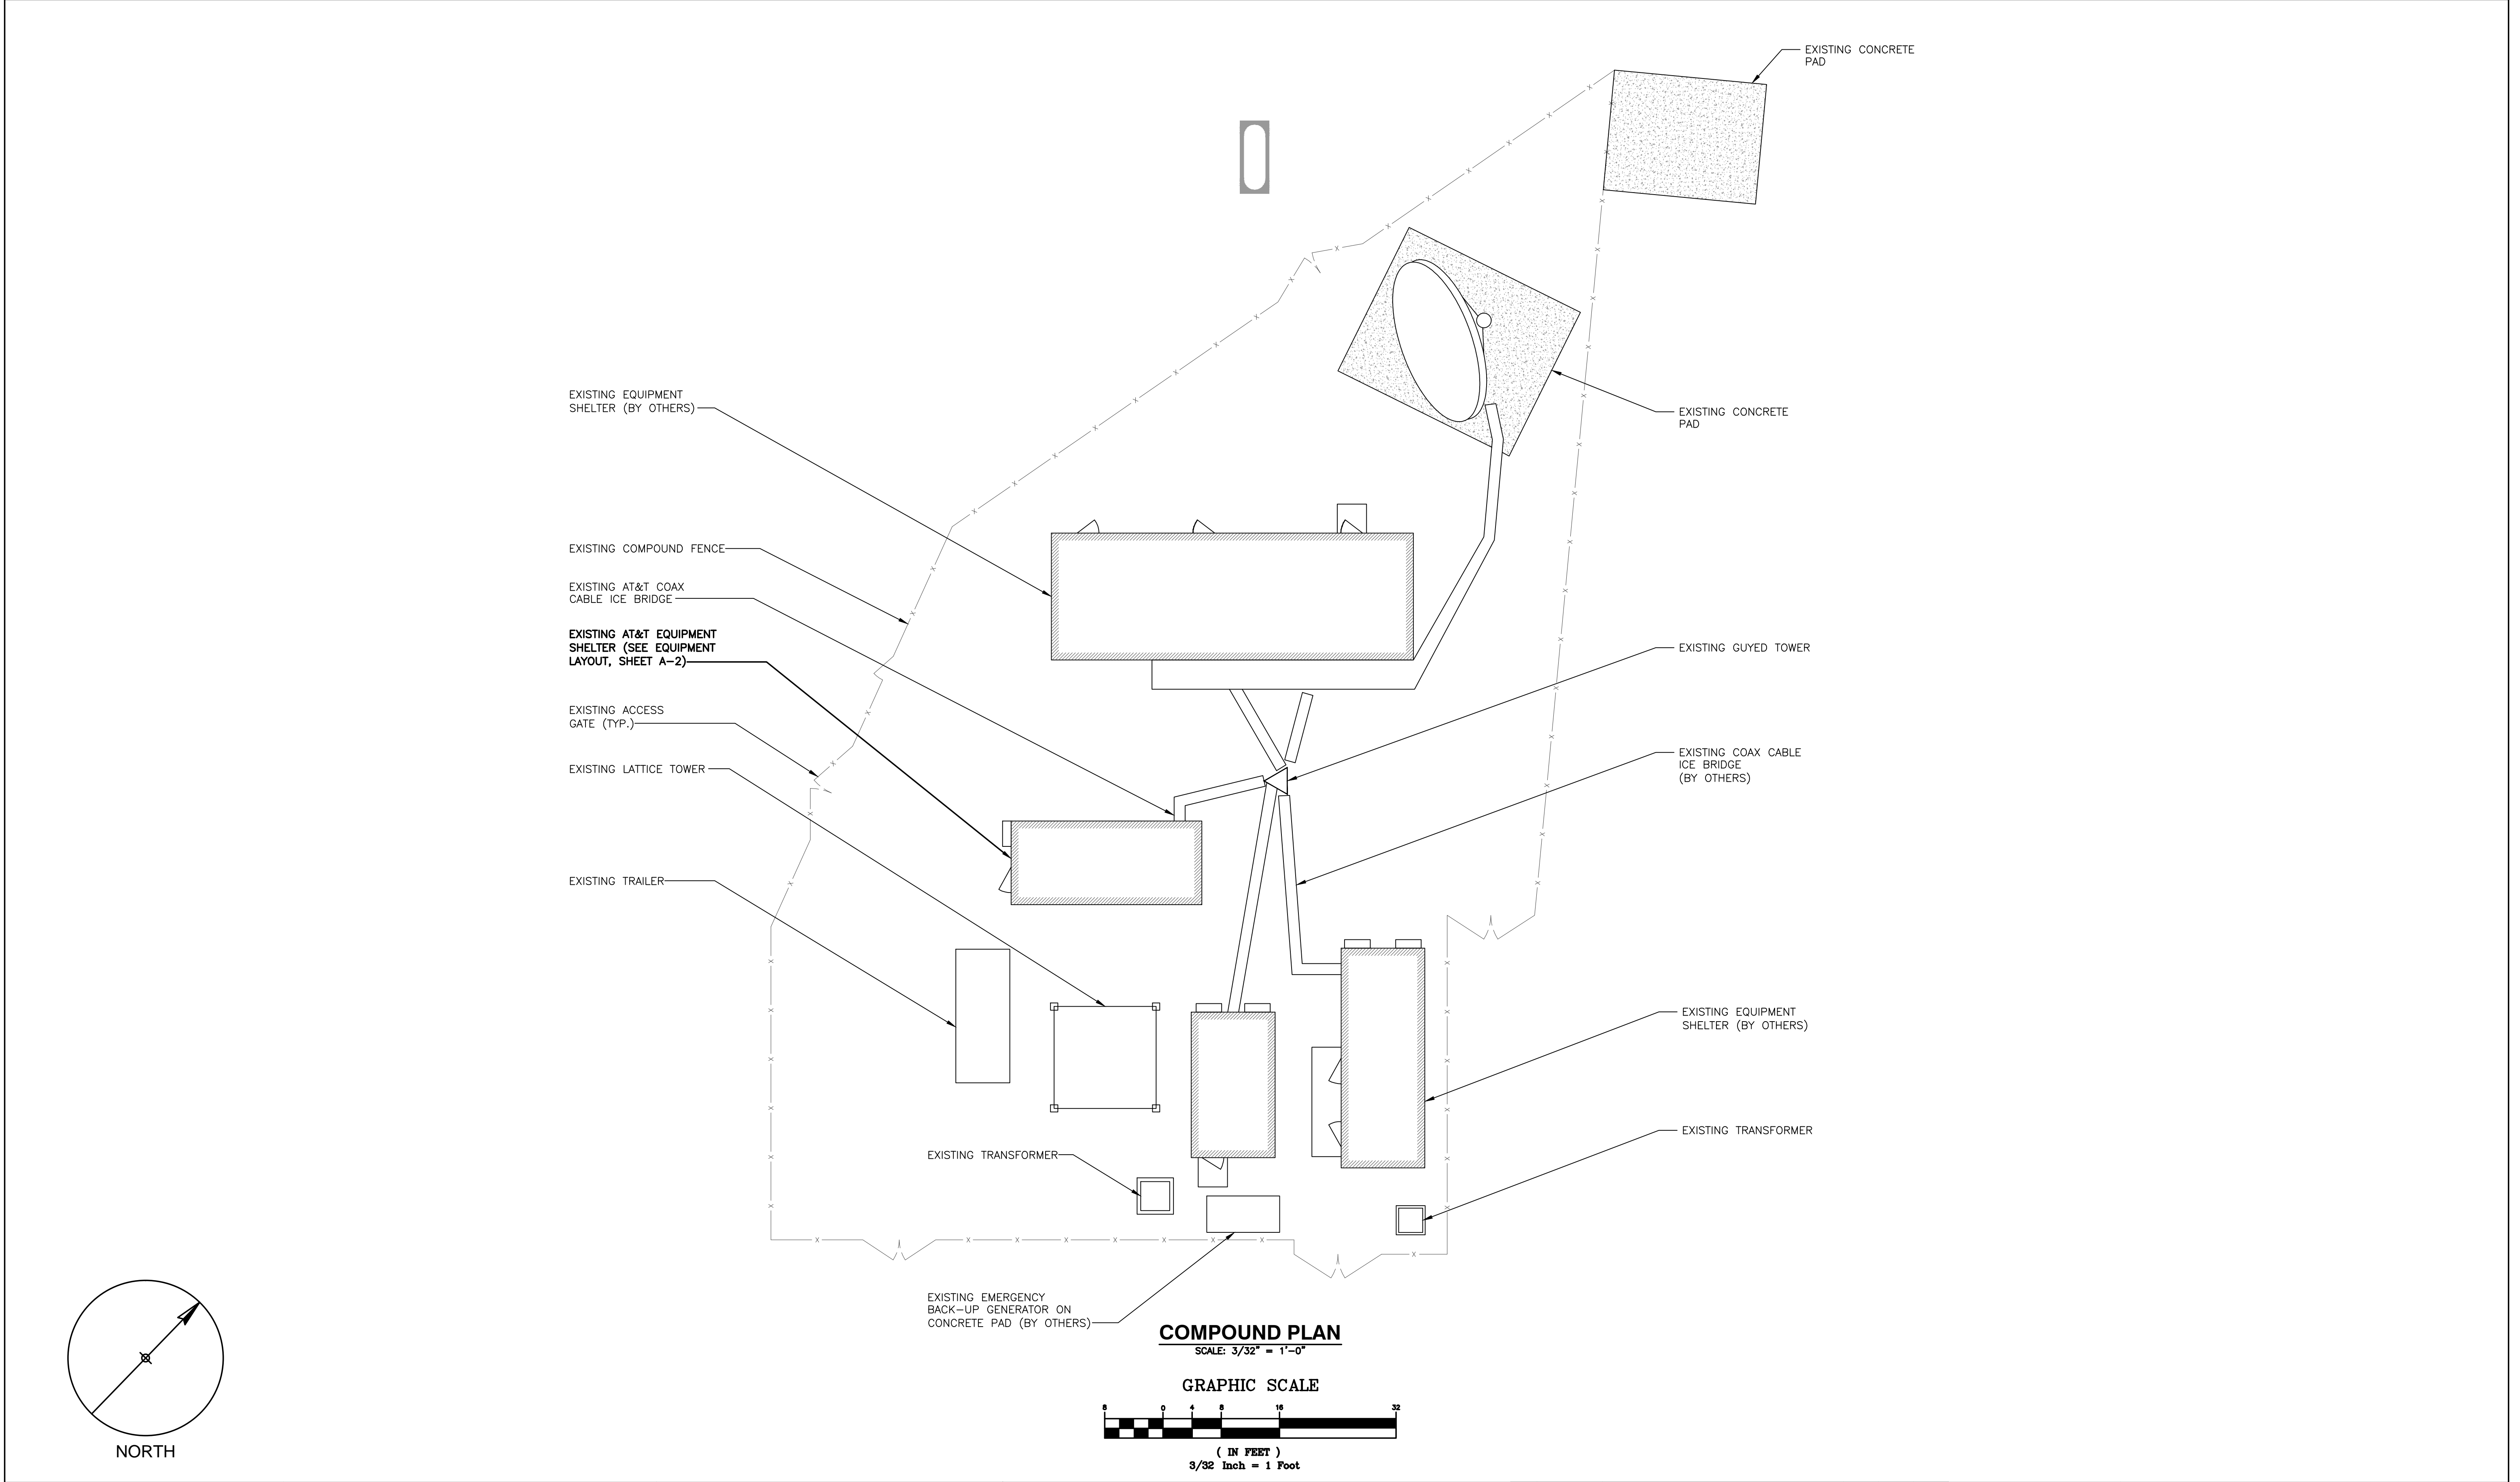 EXISTING CONCRETE
PAD
EXISTING EQUIPMENT
SHELTER (BY OTHERS)
EXISTING CONCRETE
PAD
EXISTING COMPOUND FENCE
EXISTING AT&T COAX
CABLE ICE BRIDGE
EXISTING AT&T EQUIPMENT
SHELTER (SEE EQUIPMENT
LAYOUT, SHEET A-2)
EXISTING GUYED TOWER
EXISTING ACCESS
GATE (TYP.)
EXISTING COAX CABLE
ICE BRIDGE
(BY OTHERS)
EXISTING LATTICE TOWER
EXISTING TRAILER
EXISTING EQUIPMENT
SHELTER (BY OTHERS)
EXISTING TRANSFORMER
EXISTING TRANSFORMER
EXISTING EMERGENCY
BACK-UP GENERATOR ON
CONCRETE PAD (BY OTHERS)
COMPOUND PLAN
SCALE: 3/32" = 1'-0"
GRAPHIC SCALE
8 0 4 8 16 32
( IN FEET )
3/32 Inch = 1 Foot
NORTH